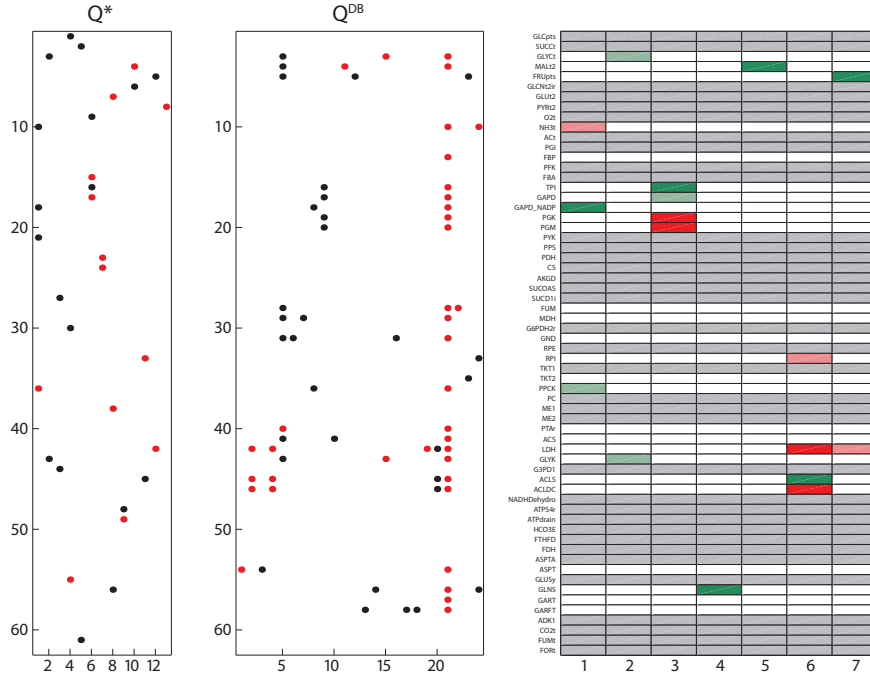 Q*
QDB
10
20
30
40
50
60
2 4 6 8 10 12
10
20
30
40
50
60
5 10 15 20
GLCpts
SUCCt
GLYCt
MALt2
FRUpts
GLCNt2ir
GLUt2
PYRt2
O2t
NH3t
ACt
PGI
FBP
PFK
FBA
TPI
GAPD
GAPD_NADP
PGK
PGM
PYK
PPS
PDH
CS
AKGD
SUCOAS
SUCD1i
FUM
MDH
G6PDH2r
GND
RPE
RPI
TKT1
TKT2
PPCK
PC
ME1
ME2
PTAr
ACS
LDH
GLYK
G3PD1
ACLS
ACLDC
NADHDehydro
ATPS4r
ATPdrain
HCO3E
FTHFD
FDH
ASPTA
ASPT
GLUSy
GLNS
GART
GARFT
ADK1
CO2t
FUMt
FORt
1 2 3 4 5 6 7